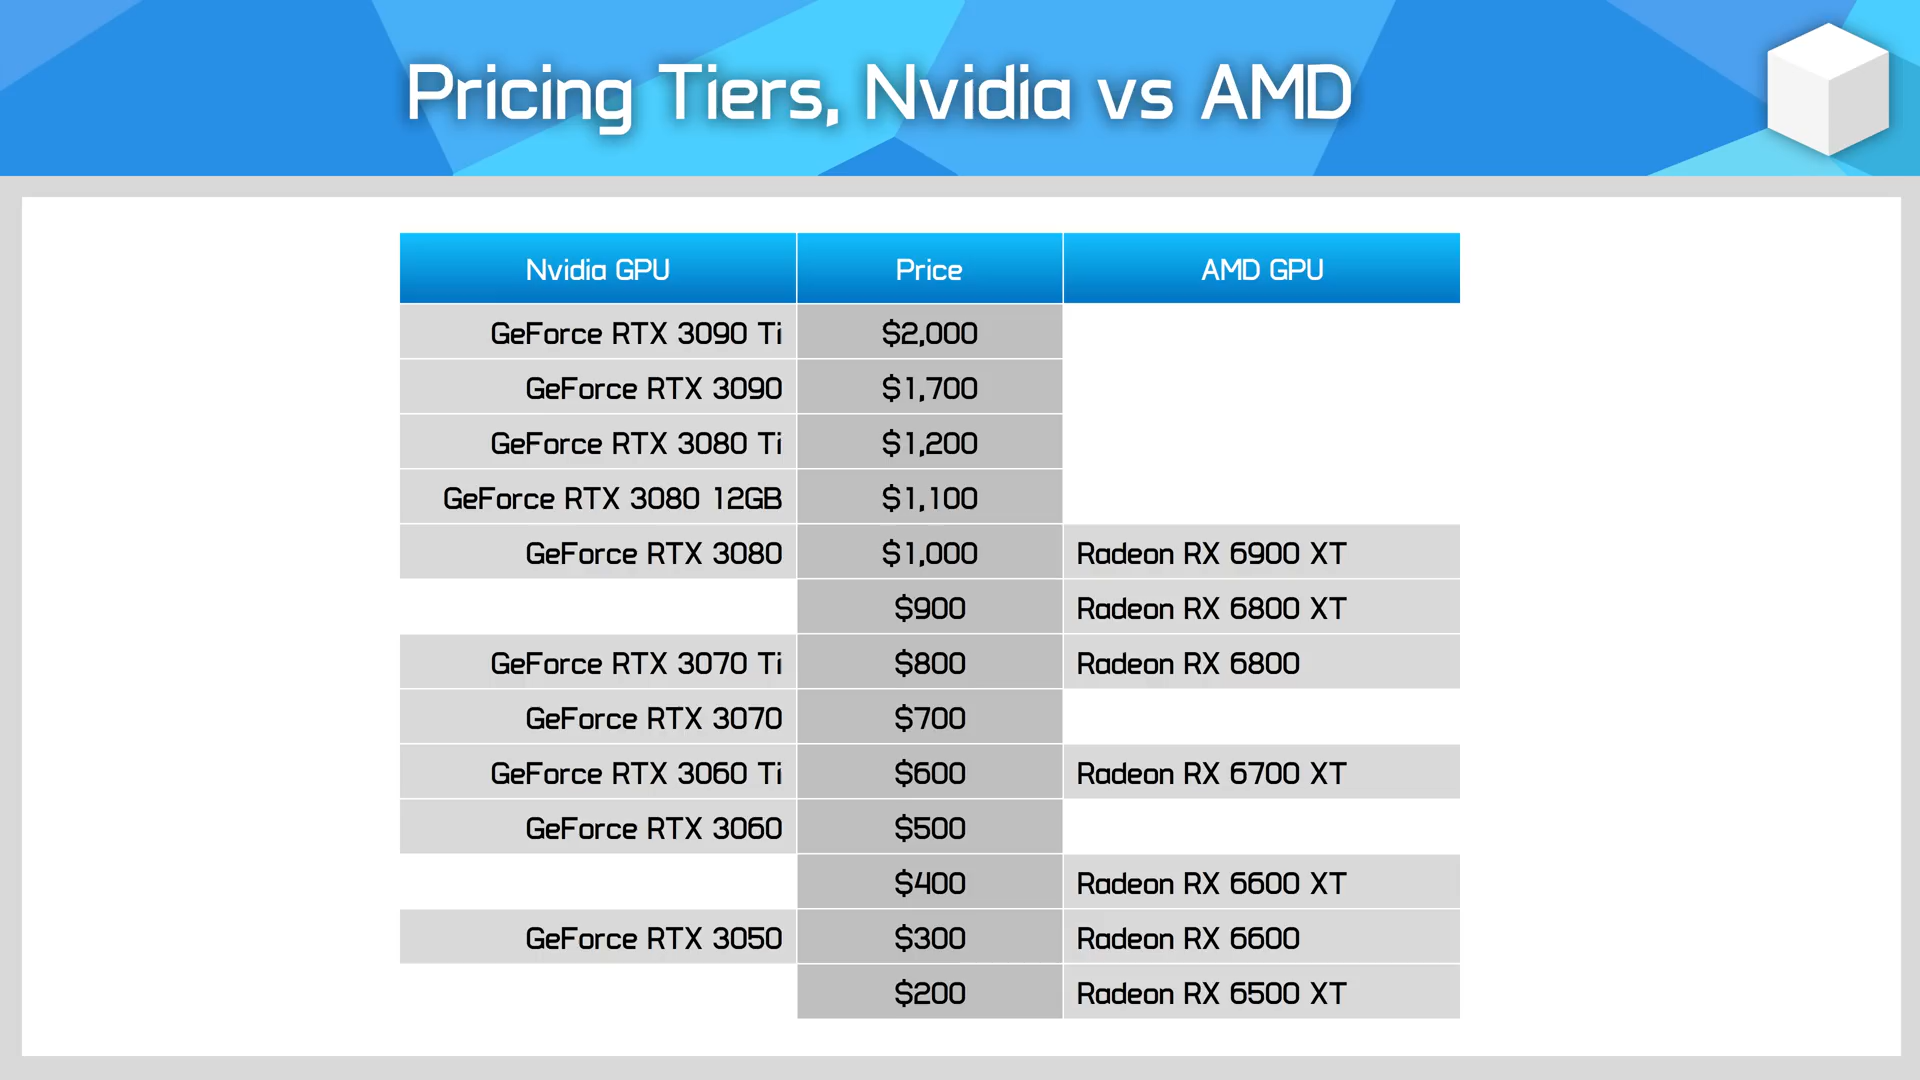 Pricing Tiers, Nvidia vs AMD
Nvidia GPU Price AMD GPU
GeForce RTX 3090 Ti $2,000
GeForce RTX 3090 $1,700
GeForce RTX 3080 Ti $1,200
GeForce RTX 3080 12GB $1,100
GeForce RTX 3080 $1,000 Radeon RX 6900 XT
$900 Radeon RX 6800 XT
GeForce RTX 3070 Ti $800 Radeon RX 6800
GeForce RTX 3070 $700
GeForce RTX 3060 Ti $600 Radeon RX 6700 XT
GeForce RTX 3060 $500
$400 Radeon RX 6600 XT
GeForce RTX 3050 $300 Radeon RX 6600
$200 Radeon RX 6500 XT